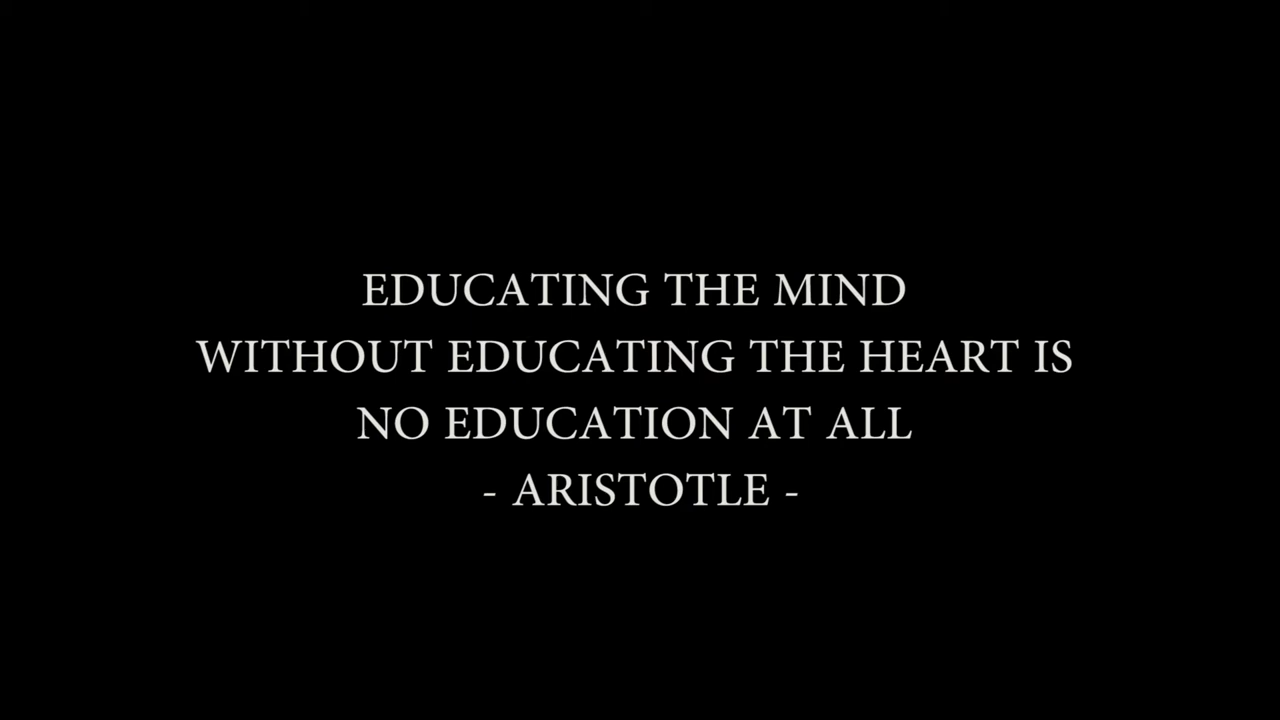 EDUCATING THE MIND
WITHOUT EDUCATING THE HEART IS
NO EDUCATION AT ALL
- ARISTOTLE -